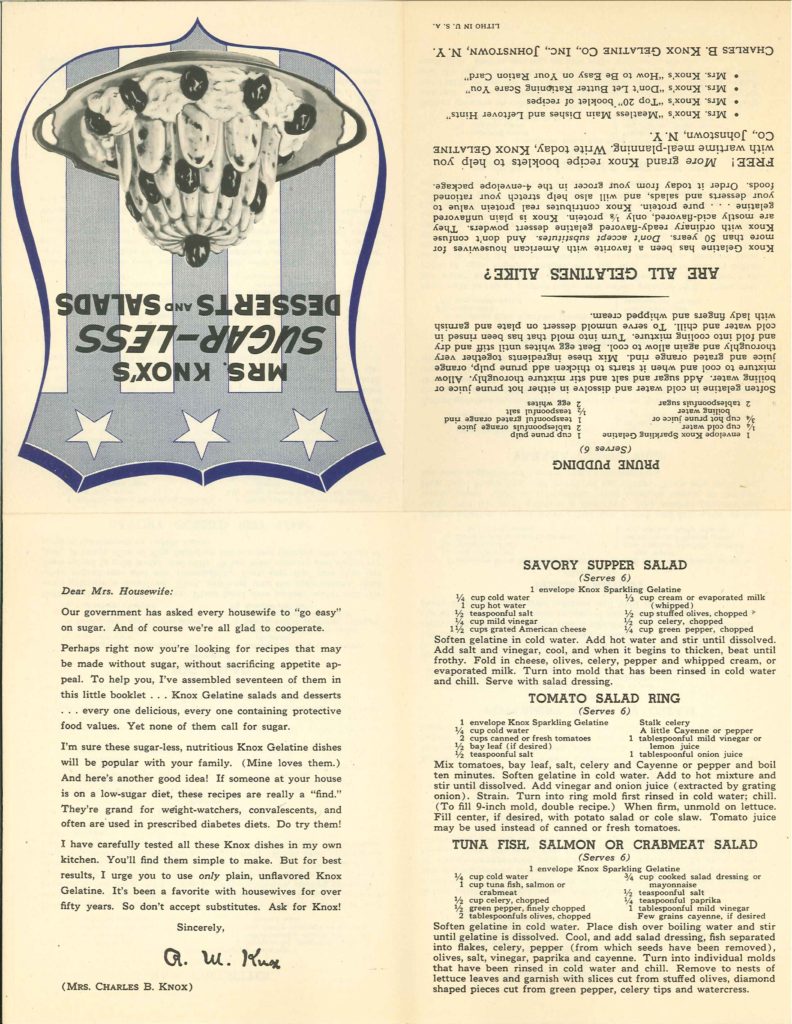 MRS. KNOX'S
SUGAR-LESS
DESSERTS AND SALADS
PRUNE PUDDING
(Serves 6)
1 envelope Knox Sparkling Gelatine
¼ cup cold water
¾ cup hot prune juice or
boiling water
2 tablespoonfuls sugar
1 cup prune pulp
2 tablespoonfuls orange juice
1 teaspoonful grated orange rind
½ teaspoonful salt
2 egg whites
Soften gelatine in cold water and dissolve in either hot prune juice or
boiling water. Add sugar and salt and stir mixture thoroughly. Allow
mixture to cool and when it starts to thicken add prune pulp, orange
juice and grated orange rind. Mix these ingredients together very
thoroughly and again allow to cool. Beat egg whites until stiff and dry
and fold into cooling mixture. Turn into mold that has been rinsed in
cold water and chill. To serve unmold dessert on plate and garnish
with lady fingers and whipped cream.
ARE ALL GELATINES ALIKE?
Knox Gelatine has been a favorite with American housewives for
more than 50 years. Don't accept substitutes. And don't confuse
Knox with ordinary ready-flavored gelatine dessert powders. They
are mostly acid-flavored, only ⅛ protein. Knox is plain unflavored
gelatine . . . pure protein. Knox contributes real protein value to
your desserts and salads, and will also help stretch your rationed
foods. Order it today from your grocer in the 4-envelope package.
FREE! More grand Knox recipe booklets to help you
with wartime meal-planning. Write today, KNOX GELATINE
CO., JOHNSTOWN, N. Y.
• Mrs. Knox's "Meatless Main Dishes and Leftover Hints"
• Mrs. Knox's "Top 20" booklet of recipes
• Mrs. Knox's "Don't Let Butter Rationing Scare You"
• Mrs. Knox's "How to Be Easy on Your Ration Card"
CHARLES B. KNOX GELATINE CO., INC., JOHNSTOWN, N. Y.
LITHO IN U. S. A.
Dear Mrs. Housewife:
Our government has asked every housewife to "go easy"
on sugar. And of course we're all glad to cooperate.
Perhaps right now you're looking for recipes that may
be made without sugar, without sacrificing appetite ap-
peal. To help you, I've assembled seventeen of them in
this little booklet . . . Knox Gelatine salads and desserts
. . . every one delicious, every one containing protective
food values. Yet none of them call for sugar.
I'm sure these sugar-less, nutritious Knox Gelatine dishes
will be popular with your family. (Mine loves them.)
And here's another good idea! If someone at your house
is on a low-sugar diet, these recipes are really a "find."
They're grand for weight-watchers, convalescents, and
often are used in prescribed diabetes diets. Do try them!
I have carefully tested all these Knox dishes in my own
kitchen. You'll find them simple to make. But for best
results, I urge you to use only plain, unflavored Knox
Gelatine. It's been a favorite with housewives for over
fifty years. So don't accept substitutes. Ask for Knox!
Sincerely,
R. M. Knox
(MRS. CHARLES B. KNOX)
SAVORY SUPPER SALAD
(Serves 6)
1 envelope Knox Sparkling Gelatine
¼ cup cold water
1 cup hot water
½ teaspoonful salt
¼ cup mild vinegar
1½ cups grated American cheese
⅓ cup cream or evaporated milk
(whipped)
½ cup stuffed olives, chopped
½ cup celery, chopped
¼ cup green pepper, chopped
Soften gelatine in cold water. Add hot water and stir until dissolved.
Add salt and vinegar, cool, and when it begins to thicken, beat until
frothy. Fold in cheese, olives, celery, pepper and whipped cream, or
evaporated milk. Turn into mold that has been rinsed in cold water
and chill. Serve with salad dressing.
TOMATO SALAD RING
(Serves 6)
1 envelope Knox Sparkling Gelatine
¼ cup cold water
2 cups canned or fresh tomatoes
½ bay leaf (if desired)
½ teaspoonful salt
Stalk celery
A little Cayenne or pepper
1 tablespoonful mild vinegar or
lemon juice
1 tablespoonful onion juice
Mix tomatoes, bay leaf, salt, celery and Cayenne or pepper and boil
ten minutes. Soften gelatine in cold water. Add to hot mixture and
stir until dissolved. Add vinegar and onion juice (extracted by grating
onion). Strain. Turn into ring mold first rinsed in cold water; chill.
(To fill 9-inch mold, double recipe.) When firm, unmold on lettuce.
Fill center, if desired, with potato salad or cole slaw. Tomato juice
may be used instead of canned or fresh tomatoes.
TUNA FISH, SALMON OR CRABMEAT SALAD
(Serves 6)
1 envelope Knox Sparkling Gelatine
¼ cup cold water
1 cup tuna fish, salmon or
crabmeat
½ cup celery, chopped
½ green pepper, finely chopped
2 tablespoonfuls olives, chopped
¾ cup cooked salad dressing or
mayonnaise
½ teaspoonful salt
¼ teaspoonful paprika
1 tablespoonful mild vinegar
Few grains cayenne, if desired
Soften gelatine in cold water. Place dish over boiling water and stir
until gelatine is dissolved. Cool, and add salad dressing, fish separated
into flakes, celery, pepper (from which seeds have been removed),
olives, salt, vinegar, paprika and cayenne. Turn into individual molds
that have been rinsed in cold water and chill. Remove to nests of
lettuce leaves and garnish with slices cut from stuffed olives, diamond
shaped pieces cut from green pepper, celery tips and watercress.